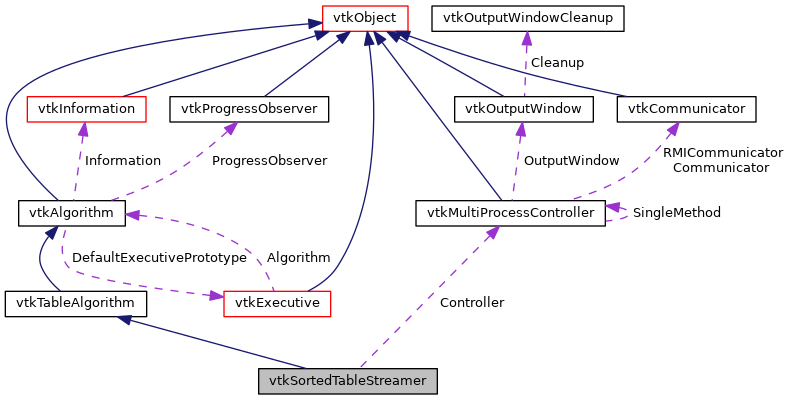 vtkObject
vtkOutputWindowCleanup
Cleanup
vtkInformation
vtkProgressObserver
vtkOutputWindow
vtkCommunicator
Information
ProgressObserver
OutputWindow
RMICommunicator
Communicator
vtkAlgorithm
vtkMultiProcessController
SingleMethod
DefaultExecutivePrototype
Algorithm
vtkTableAlgorithm
vtkExecutive
Controller
vtkSortedTableStreamer